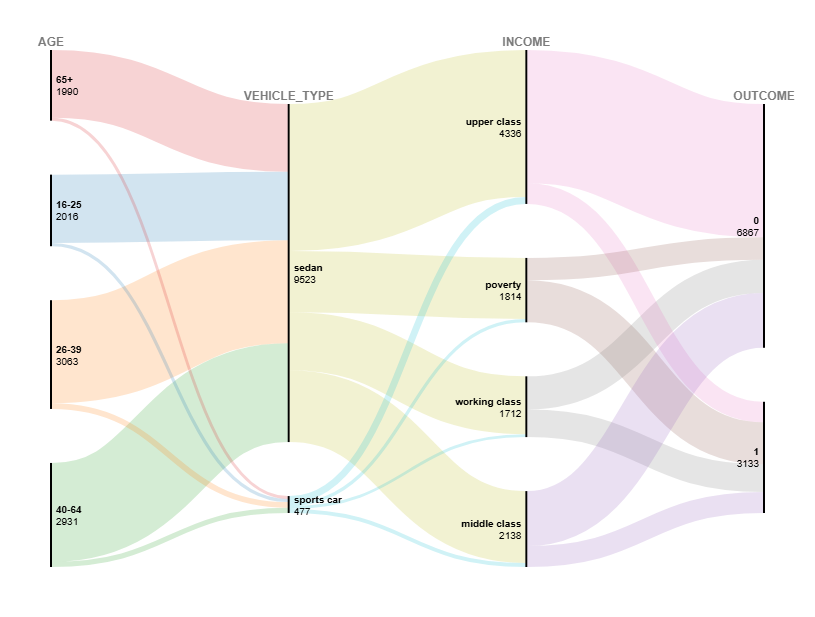 AGE
65+
1990
16-25
2016
26-39
3063
40-64
2931
VEHICLE_TYPE
sedan
9523
sports car
477
INCOME
upper class
4336
poverty
1814
working class
1712
middle class
2138
OUTCOME
0
6867
1
3133